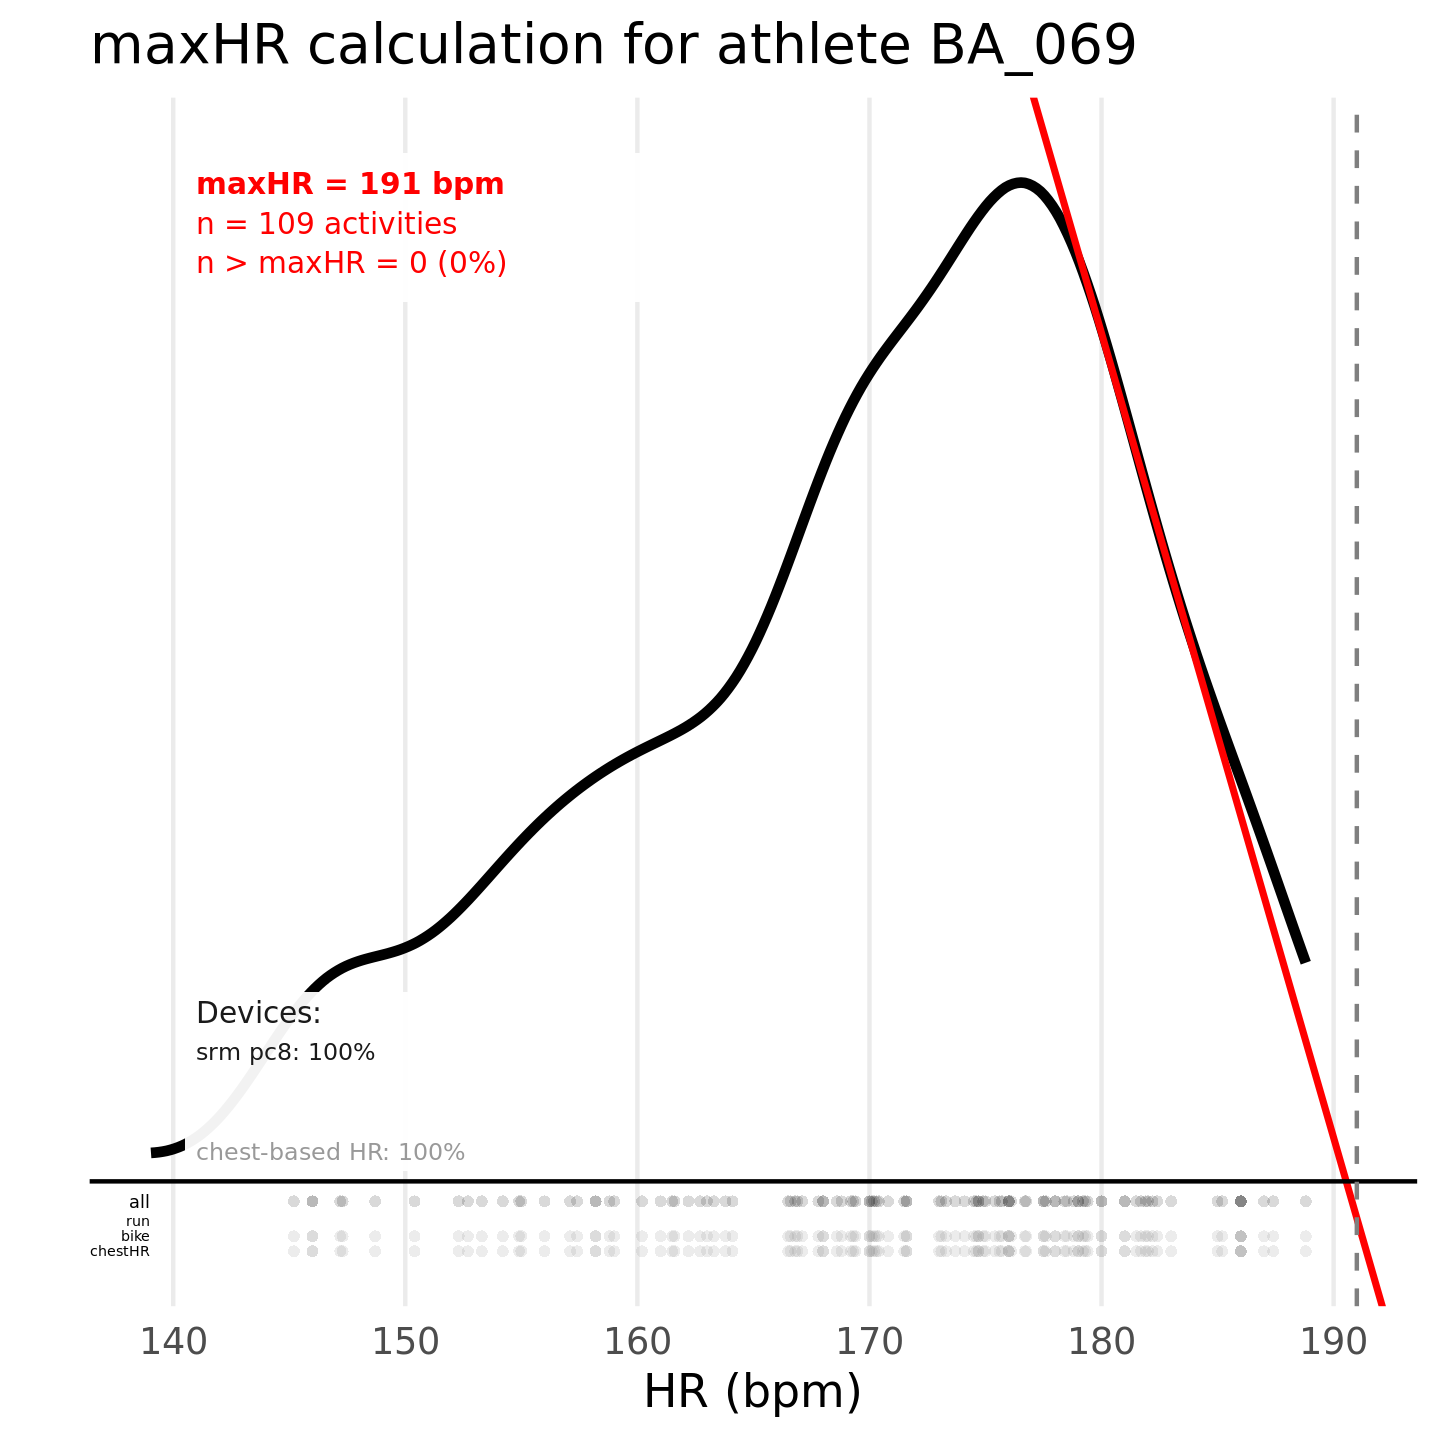 maxHR calculation for athlete BA_069
maxHR = 191 bpm
n = 109 activities
n > maxHR = 0 (0%)
Devices:
srm pc8: 100%
chest-based HR: 100%
all
run
bike
chestHR
140 150 160 170 180 190
HR (bpm)